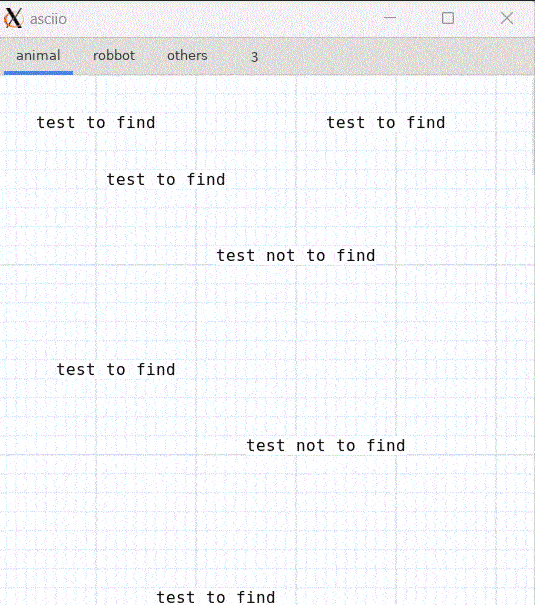 asciio
animal robbot others 3
test to find test to find
test to find
test not to find
test to find
test not to find
test to find